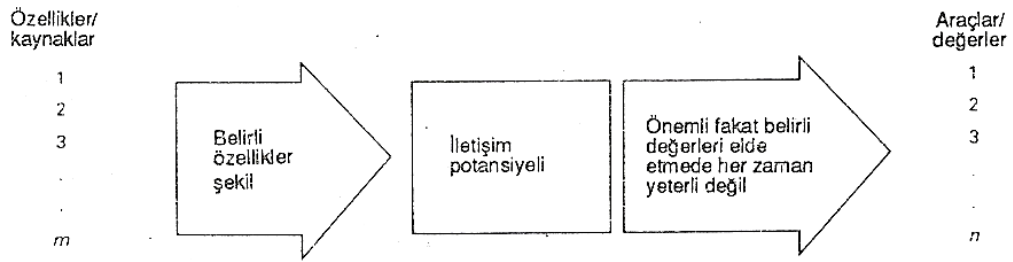 Özellikler/
kaynaklar
1
2
3
.
.
m
Belirli
özellikler
şekil
İletişim
potansiyeli
Önemli fakat belirli
değerleri elde
etmede her zaman
yeterli değil
Araçlar/
değerler
1
2
3
.
.
n